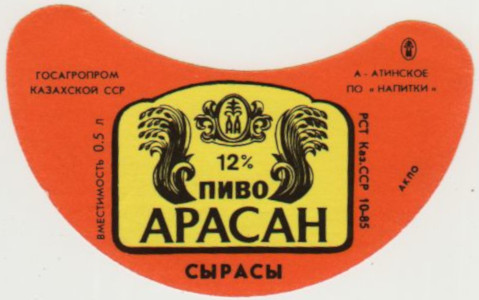 ГОСАГРОПРОМ
КАЗАХСКОЙ ССР
А - АТИНСКОЕ
ПО « НАПИТКИ »
ВМЕСТИМОСТЬ 0,5 л
АА
12%
ПИВО
АРАСАН
СЫРАСЫ
РСТ Каз.ССР 10-85
АКПО